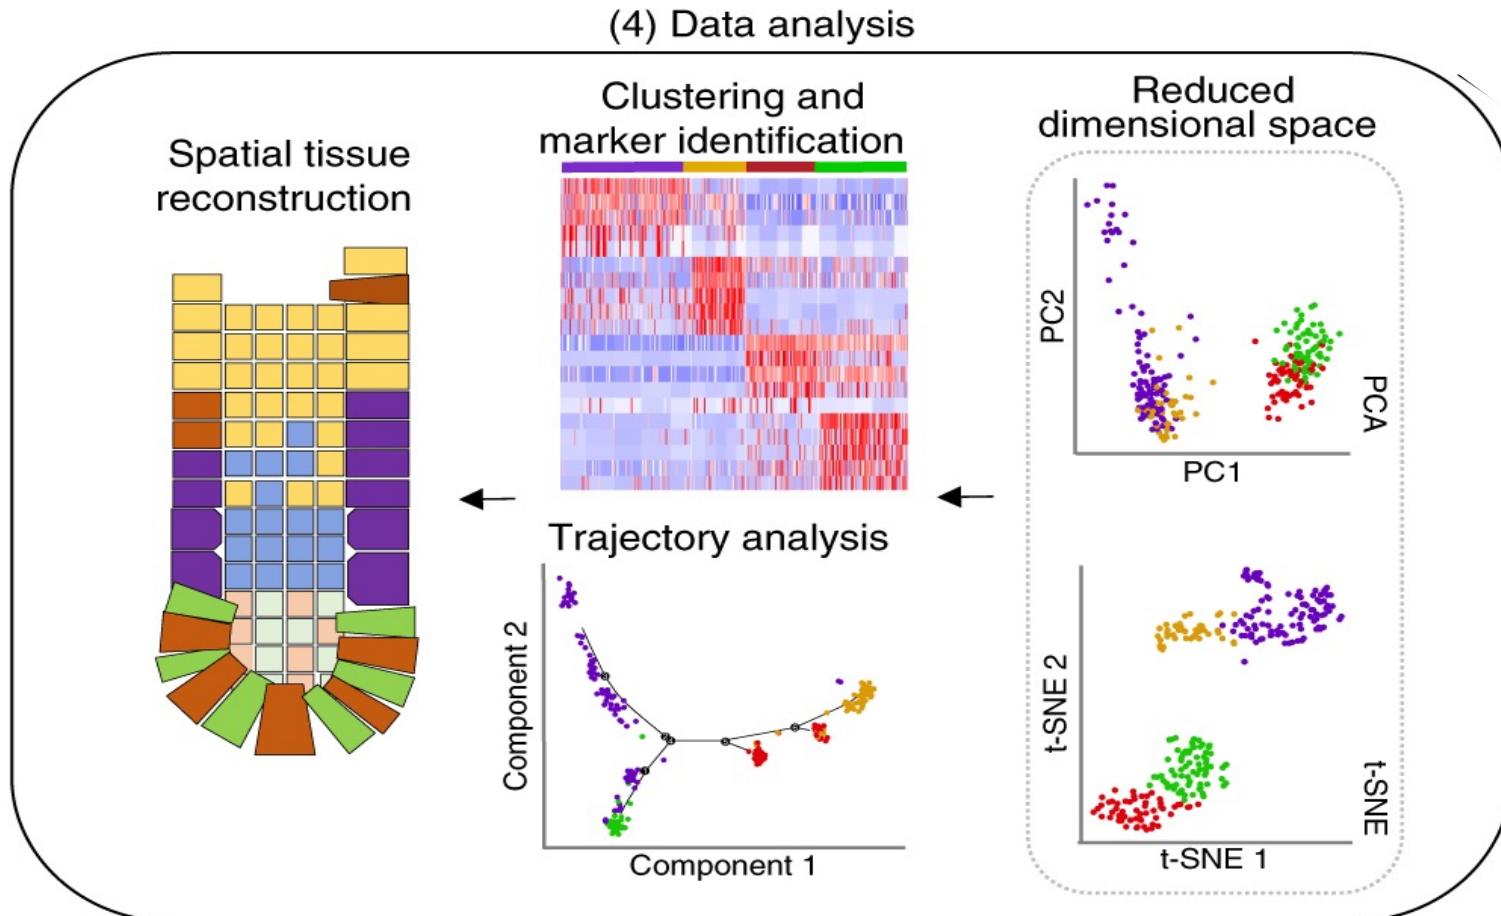 (4) Data analysis
Spatial tissue
reconstruction
Clustering and
marker identification
Reduced
dimensional space
PC2
PC1
PCA
Trajectory analysis
Component 2
Component 1
t-SNE 2
t-SNE 1
t-SNE